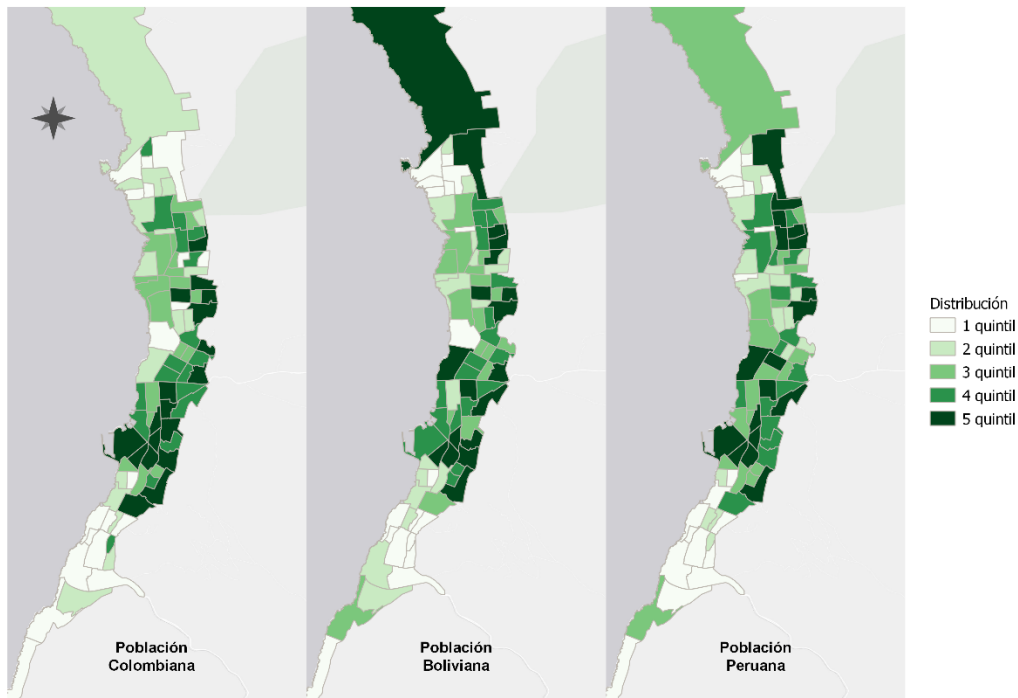 Distribución
1 quintil
2 quintil
3 quintil
4 quintil
5 quintil
Población
Colombiana
Población
Boliviana
Población
Peruana